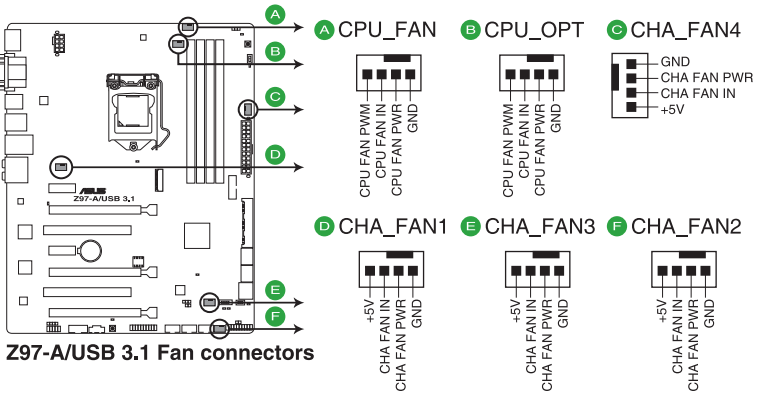 A
B
C
D
E
F
/SUS
Z97-A/USB 3.1
Z97-A/USB 3.1 Fan connectors
A CPU_FAN
CPU FAN PWM
CPU FAN IN
CPU FAN PWR
GND
B CPU_OPT
CPU FAN PWM
CPU FAN IN
CPU FAN PWR
GND
C CHA_FAN4
GND
CHA FAN PWR
CHA FAN IN
+5V
D CHA_FAN1
+5V
CHA FAN IN
CHA FAN PWR
GND
E CHA_FAN3
+5V
CHA FAN IN
CHA FAN PWR
GND
F CHA_FAN2
+5V
CHA FAN IN
CHA FAN PWR
GND